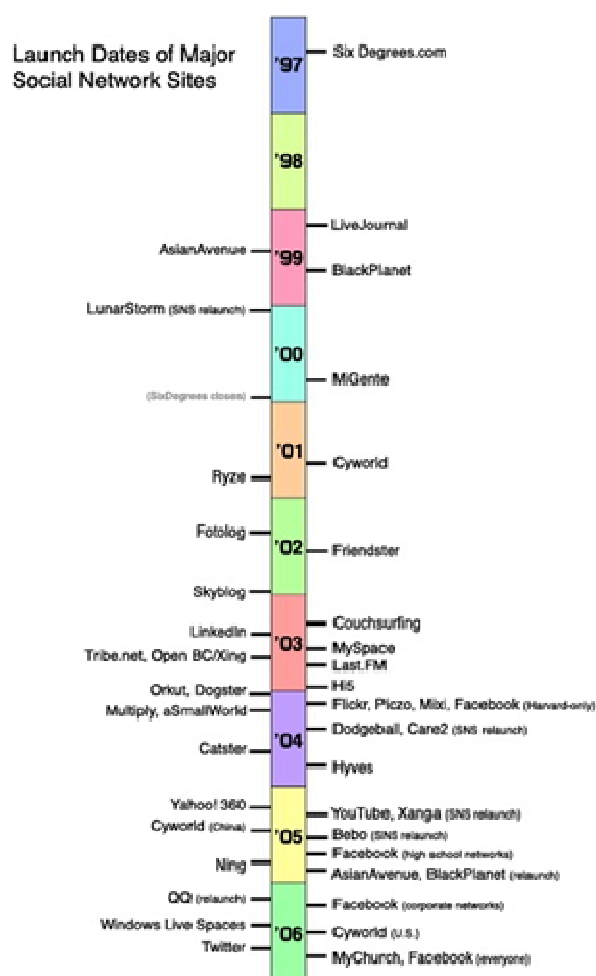 Launch Dates of Major
Social Network Sites
'97
Six Degrees.com
'98
LiveJournal
AsianAvenue
'99
BlackPlanet
LunarStorm (SNS relaunch)
'00
MiGente
(SixDegrees closes)
'01
Cyworld
Ryze
Fotolog
'02
Friendster
Skyblog
Couchsurfing
LinkedIn
'03
MySpace
Tribe.net, Open BC/Xing
Last.FM
Hi5
Orkut, Dogster
Flickr, Piczo, Mixi, Facebook (Harvard-only)
Multiply, aSmallWorld
Dodgeball, Care2 (SNS relaunch)
'04
Catster
Hyves
Yahoo! 360
YouTube, Xanga (SNS relaunch)
Cyworld (China)
Bebo (SNS relaunch)
'05
Facebook (high school networks)
Ning
AsianAvenue, BlackPlanet (relaunch)
QQ (relaunch)
Facebook (corporate networks)
Windows Live Spaces
Cyworld (U.S.)
'06
Twitter
MyChurch, Facebook (everyone)